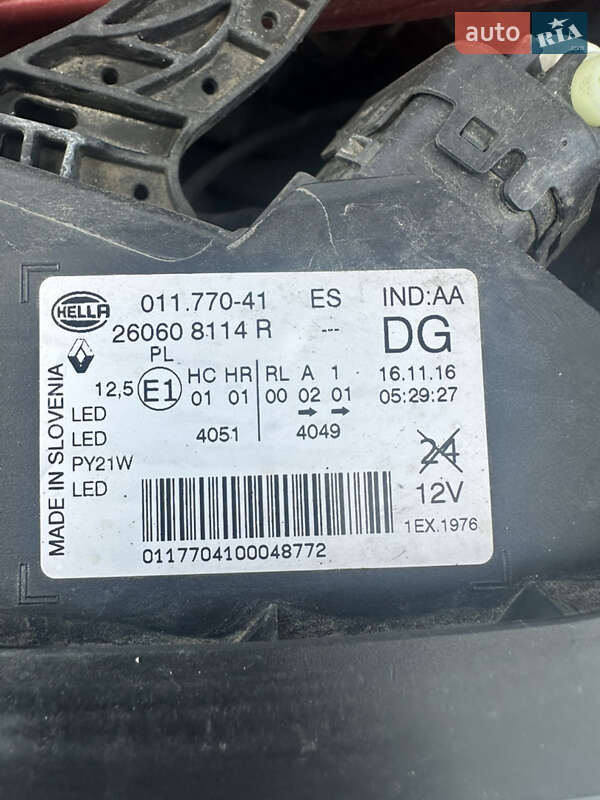 auto RIA
.com
HELLA 011.770-41 ES IND:AA
26060 8114 R --- DG
PL
12,5 E1 HC HR RL A 1 16.11.16
01 01 00 02 01 05:29:27
LED
LED 4051 4049 24
PY21W
LED 12V
1EX.1976
0117704100048772
MADE IN SLOVENIA